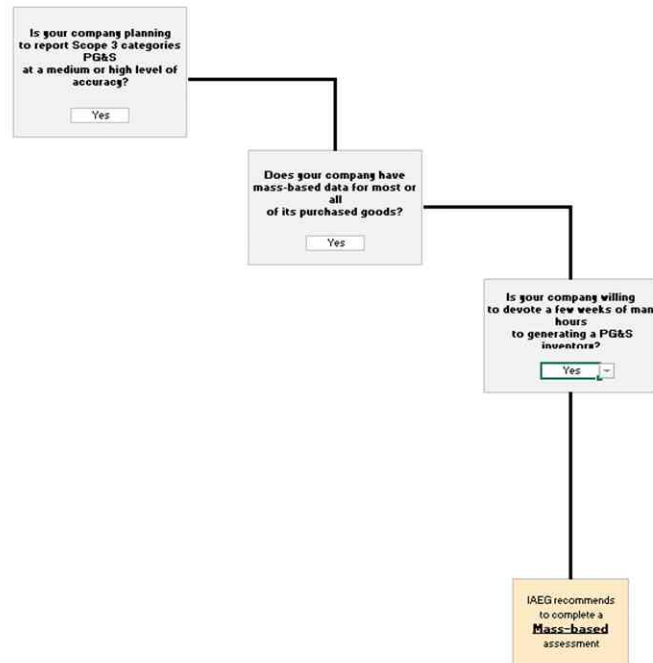 Is your company planning
to report Scope 3 categories
PG&S
at a medium or high level of
accuracy?
Yes
Does your company have
mass-based data for most or
all
of its purchased goods?
Yes
Is your company willing
to devote a few weeks of man
hours
to generating a PG&S
inventory?
Yes
IAEG recommends
to complete a
Mass-based
assessment